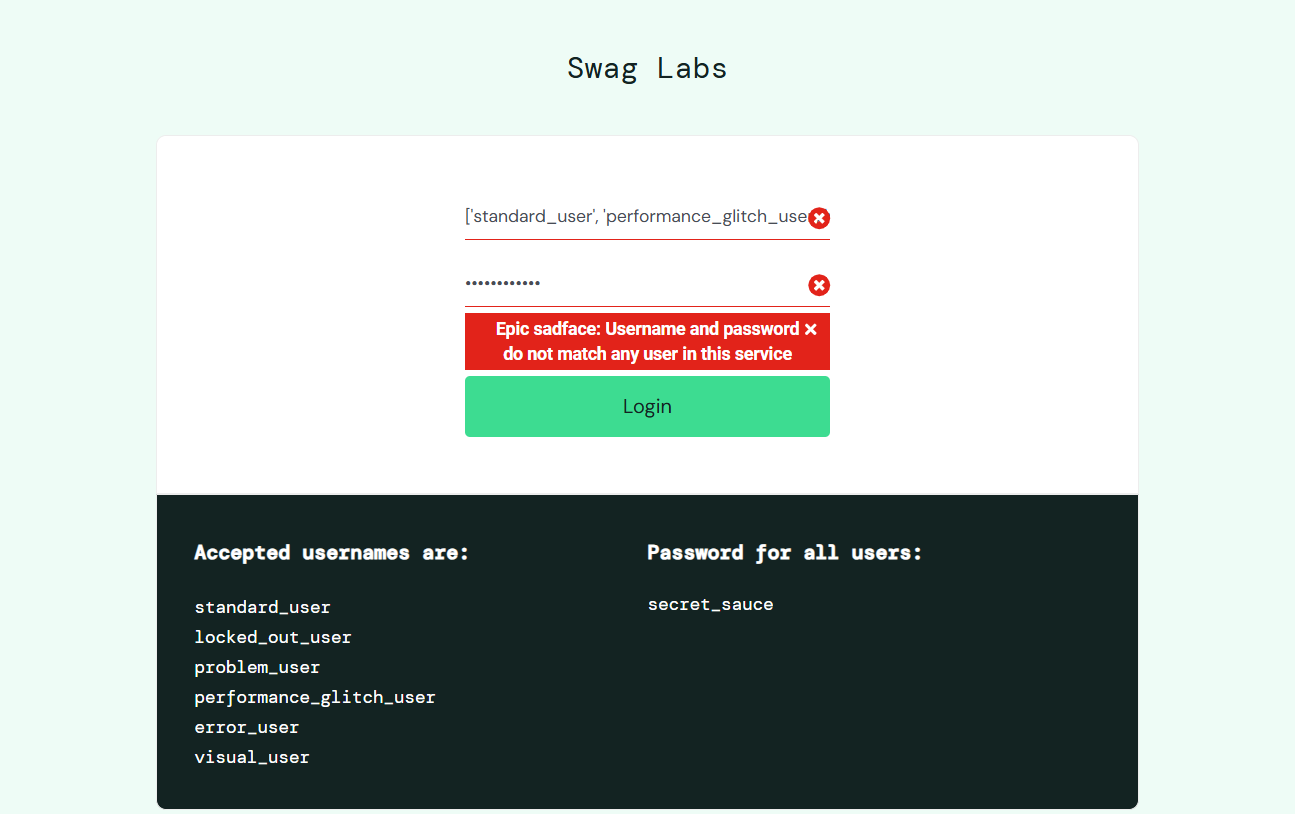 Swag Labs
['standard_user', 'performance_glitch_user
••••••••••••
Epic sadface: Username and password
do not match any user in this service
Login
Accepted usernames are:
standard_user
locked_out_user
problem_user
performance_glitch_user
error_user
visual_user
Password for all users:
secret_sauce